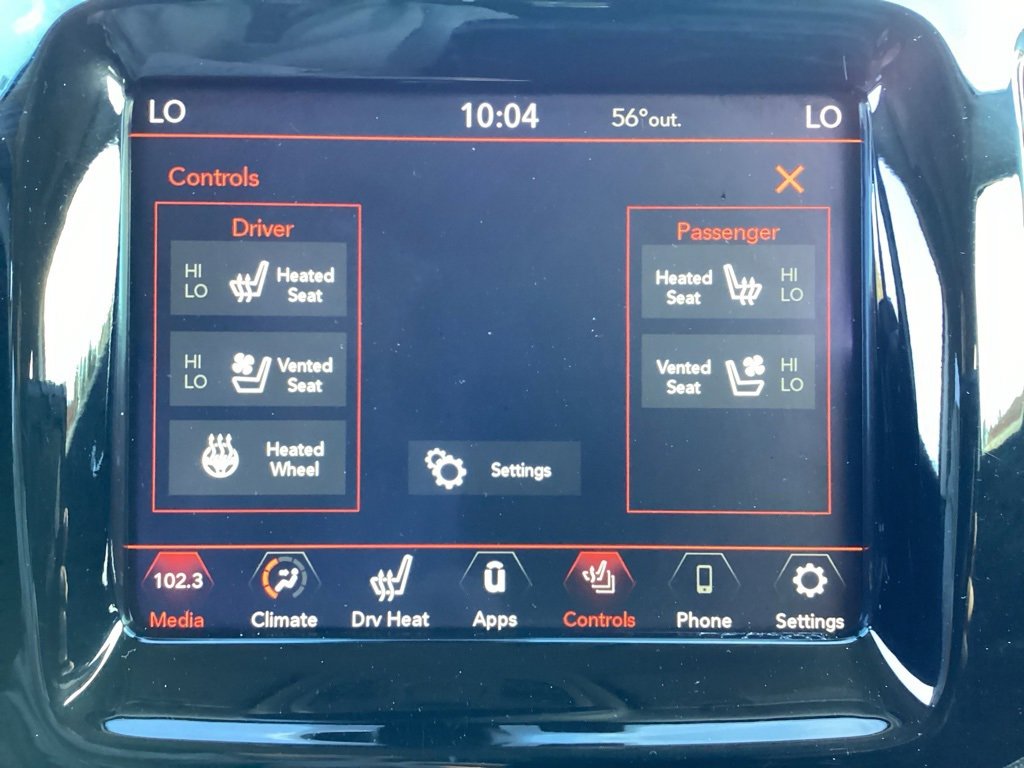 LO 10:04 56°out. LO
Controls
Driver
HI
LO
Heated
Seat
HI
LO
Vented
Seat
Heated
Wheel
Settings
Passenger
Heated
Seat
HI
LO
Vented
Seat
HI
LO
102.3
Media
Climate
Drv Heat
Apps
Controls
Phone
Settings